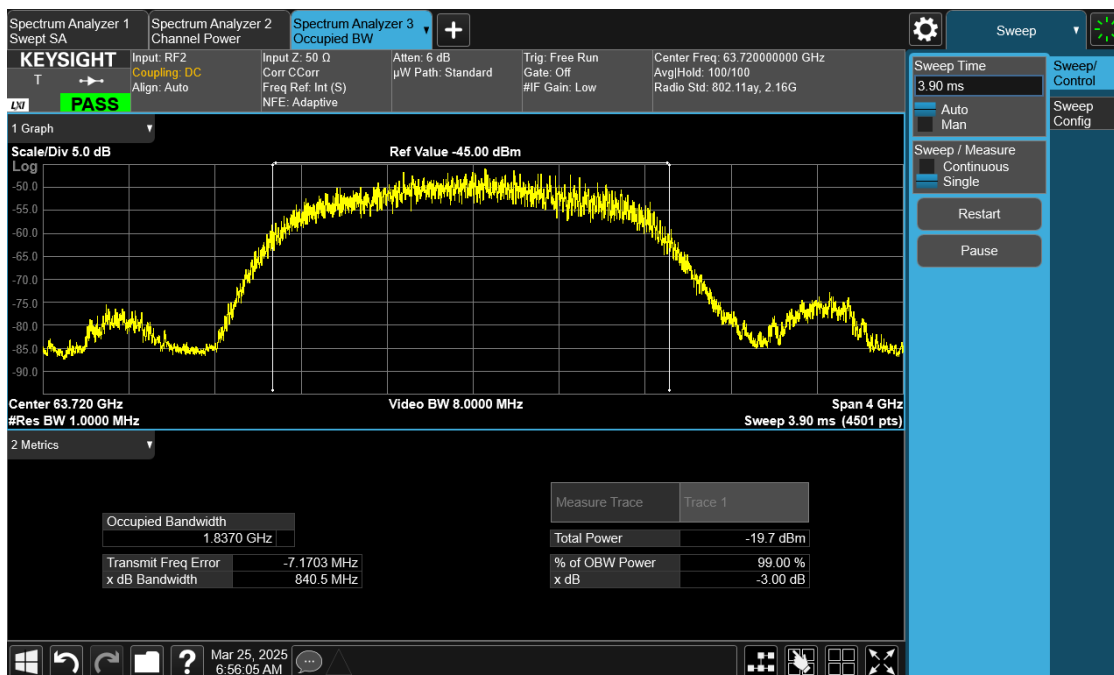 Spectrum Analyzer 1
Swept SA
Spectrum Analyzer 2
Channel Power
Spectrum Analyzer 3
Occupied BW
Sweep
KEYSIGHT
T
LXI
PASS
Input: RF2
Coupling: DC
Align: Auto
Input Z: 50 Ω
Corr CCorr
Freq Ref: Int (S)
NFE: Adaptive
Atten: 6 dB
µW Path: Standard
Trig: Free Run
Gate: Off
#IF Gain: Low
Center Freq: 63.720000000 GHz
Avg|Hold: 100/100
Radio Std: 802.11ay, 2.16G
Sweep Time
3.90 ms
Auto
Man
Sweep / Measure
Continuous
Single
Restart
Pause
Sweep/
Control
Sweep
Config
1 Graph
Scale/Div 5.0 dB
Ref Value -45.00 dBm
Log
-50.0
-55.0
-60.0
-65.0
-70.0
-75.0
-80.0
-85.0
-90.0
Center 63.720 GHz
Video BW 8.0000 MHz
Span 4 GHz
#Res BW 1.0000 MHz
Sweep 3.90 ms (4501 pts)
2 Metrics
Measure Trace
Trace 1
Occupied Bandwidth
1.8370 GHz
Total Power
-19.7 dBm
Transmit Freq Error
-7.1703 MHz
% of OBW Power
99.00 %
x dB Bandwidth
840.5 MHz
x dB
-3.00 dB
?
Mar 25, 2025
6:56:05 AM